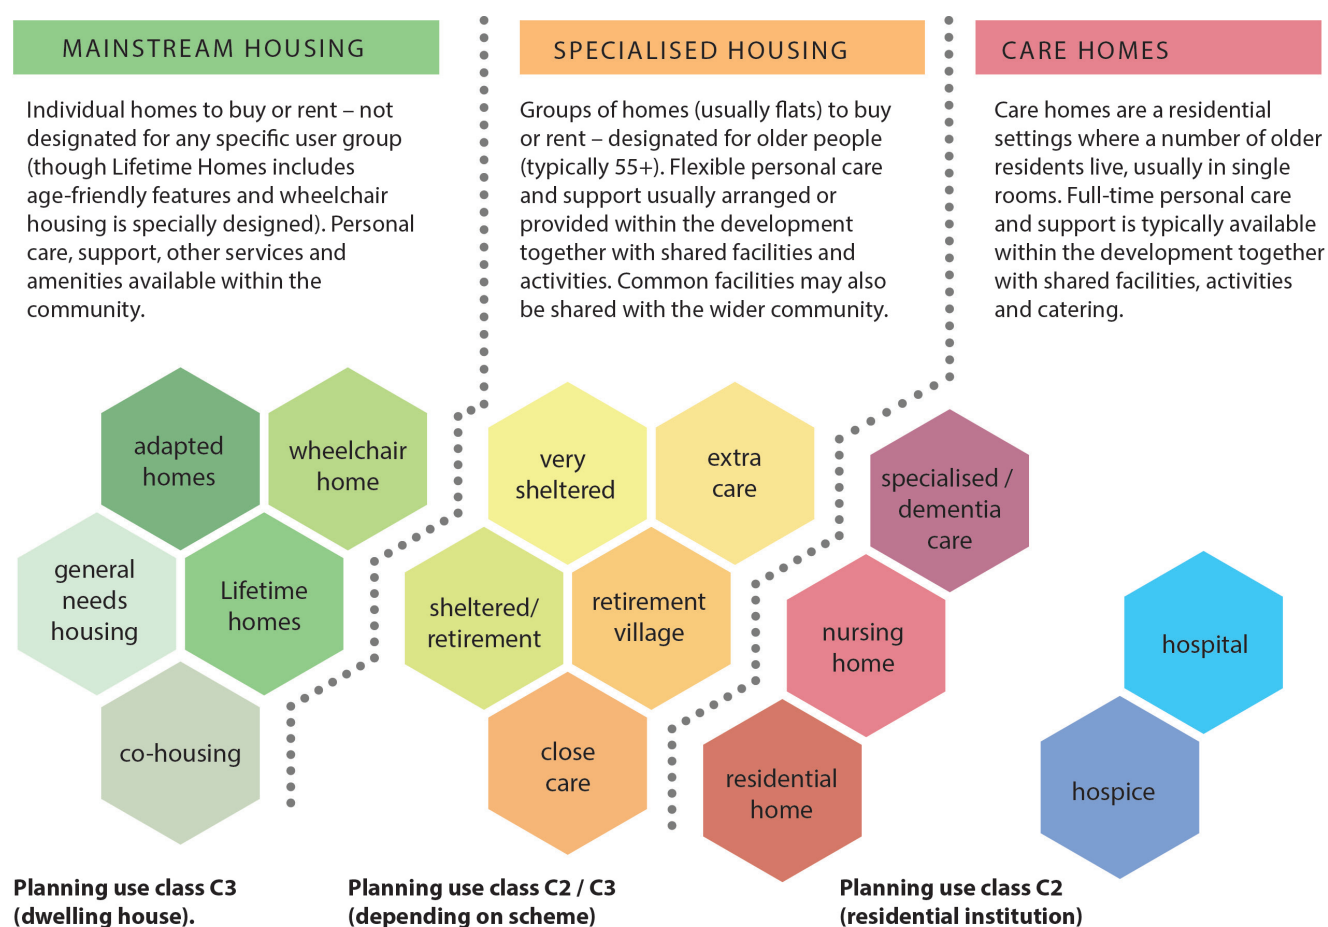 MAINSTREAM HOUSING
Individual homes to buy or rent – not
designated for any specific user group
(though Lifetime Homes includes
age-friendly features and wheelchair
housing is specially designed). Personal
care, support, other services and
amenities available within the
community.
SPECIALISED HOUSING
Groups of homes (usually flats) to buy
or rent – designated for older people
(typically 55+). Flexible personal care
and support usually arranged or
provided within the development
together with shared facilities and
activities. Common facilities may also
be shared with the wider community.
CARE HOMES
Care homes are a residential
settings where a number of older
residents live, usually in single
rooms. Full-time personal care
and support is typically available
within the development together
with shared facilities, activities
and catering.
adapted
homes
wheelchair
home
general
needs
housing
Lifetime
homes
co-housing
very
sheltered
extra
care
sheltered/
retirement
retirement
village
close
care
specialised /
dementia
care
nursing
home
residential
home
hospital
hospice
Planning use class C3
(dwelling house).
Planning use class C2 / C3
(depending on scheme)
Planning use class C2
(residential institution)